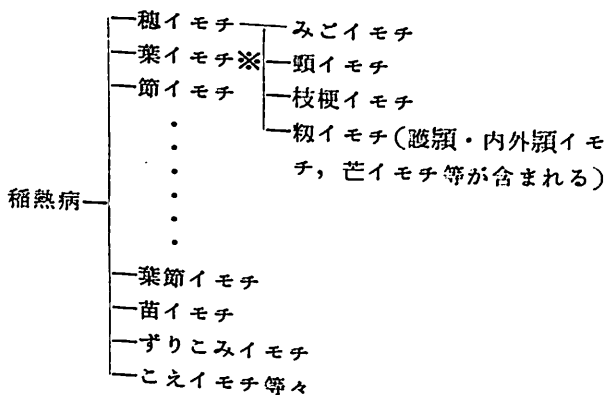 穂イモチ
みごイモチ
葉イモチ※
頸イモチ
節イモチ
枝梗イモチ
籾イモチ(護頴・内外頴イモ
チ，芒イモチ等が含まれる)
稲熱病
葉節イモチ
苗イモチ
ずりこみイモチ
こえイモチ等々